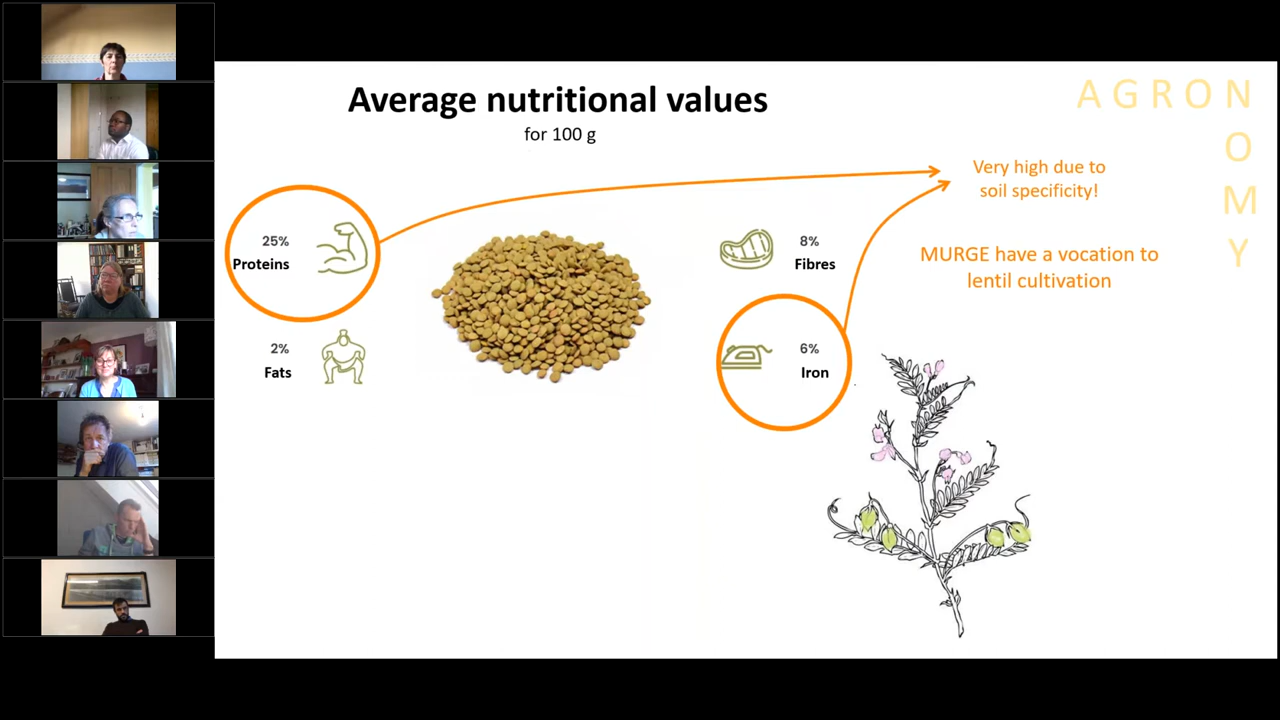 Average nutritional values
for 100 g
AGRONOMY
Very high due to
soil specificity!
25%
Proteins
8%
Fibres
MURGE have a vocation to
lentil cultivation
2%
Fats
6%
Iron